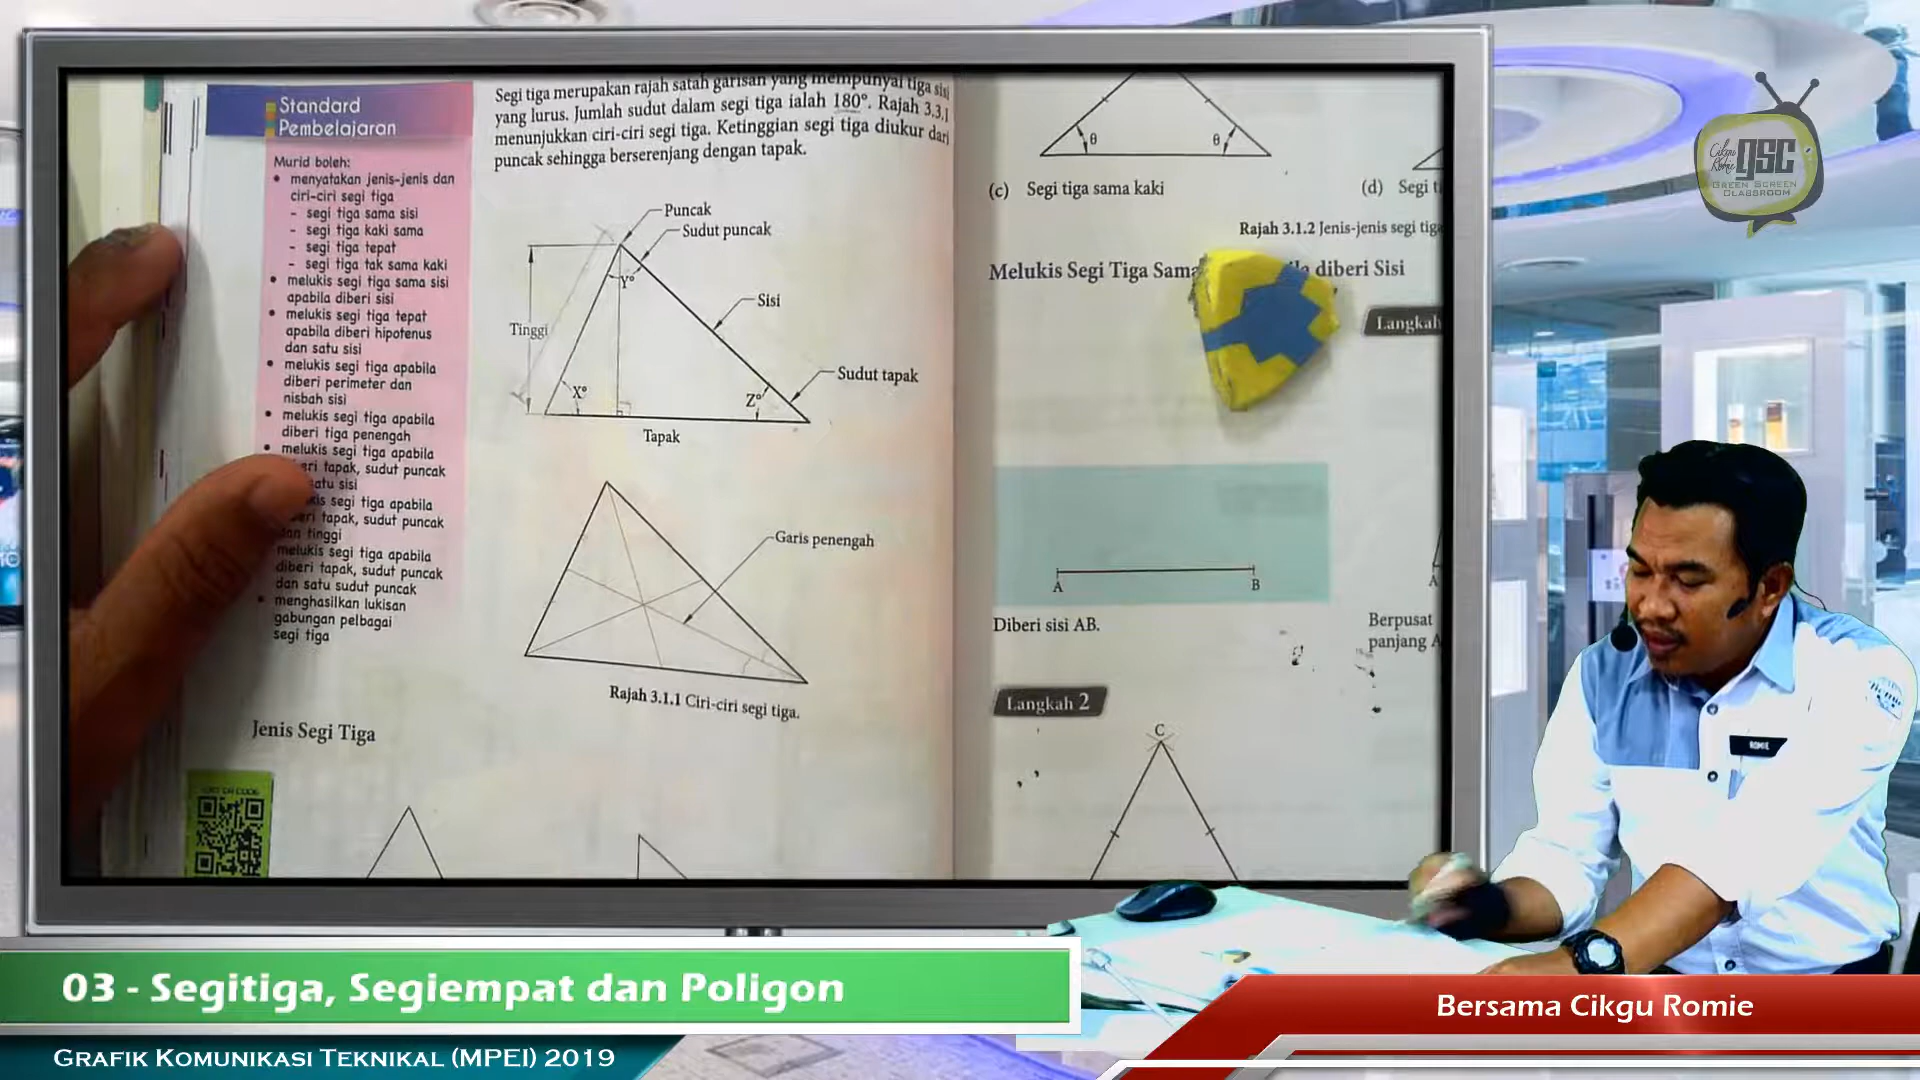 Standard
Pembelajaran
Murid boleh:
• menyatakan jenis-jenis dan
ciri-ciri segi tiga
- segi tiga sama sisi
- segi tiga kaki sama
- segi tiga tepat
- segi tiga tak sama kaki
• melukis segi tiga sama sisi
apabila diberi sisi
• melukis segi tiga tepat
apabila diberi hipotenus
dan satu sisi
• melukis segi tiga apabila
diberi perimeter dan
nisbah sisi
• melukis segi tiga apabila
diberi tiga penengah
• melukis segi tiga apabila
tapak, sudut puncak
satu sisi
segi tiga apabila
tapak, sudut puncak
dan tinggi
melukis segi tiga apabila
diberi tapak, sudut puncak
dan satu sudut puncak
• menghasilkan lukisan
gabungan pelbagai
segi tiga
Segi tiga merupakan rajah satah garisan yang mempunyai tiga sisi
yang lurus. Jumlah sudut dalam segi tiga ialah 180°. Rajah 3.3.1
menunjukkan ciri-ciri segi tiga. Ketinggian segi tiga diukur dari
puncak sehingga berserenjang dengan tapak.
Puncak
Sudut puncak
Y°
Sisi
Tinggi
Sudut tapak
X°
Z°
Tapak
Garis penengah
Rajah 3.1.1 Ciri-ciri segi tiga.
Jenis Segi Tiga
θ θ
(c) Segi tiga sama kaki
(d) Segi
Rajah 3.1.2 Jenis-jenis segi tiga
Melukis Segi Tiga Sama diberi Sisi
Langkah
A B
A
Diberi sisi AB.
Berpusat
panjang A
Langkah 2
C
Cikgu
Romie
GSC
GREEN SCREEN
CLASSROOM
ROMIE
03 - Segitiga, Segiempat dan Poligon
Bersama Cikgu Romie
GRAFIK KOMUNIKASI TEKNIKAL (MPEI) 2019